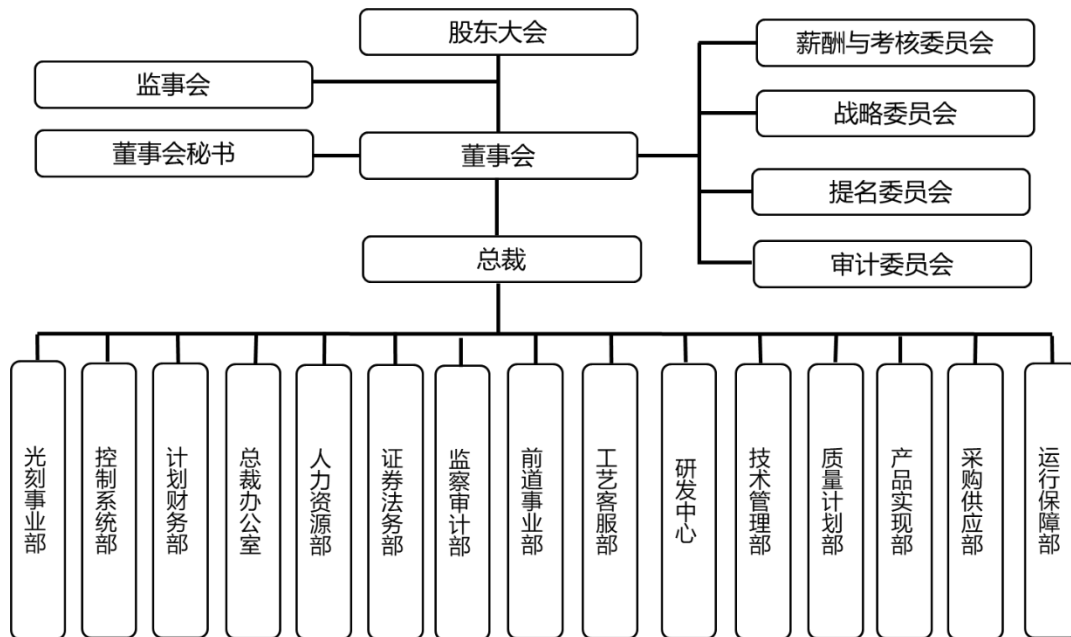 股东大会
监事会
董事会秘书
董事会
总裁
薪酬与考核委员会
战略委员会
提名委员会
审计委员会
光刻事业部
控制系统部
计划财务部
总裁办公室
人力资源部
证券法务部
监察审计部
前道事业部
工艺客服部
研发中心
技术管理部
质量计划部
产品实现部
采购供应部
运行保障部